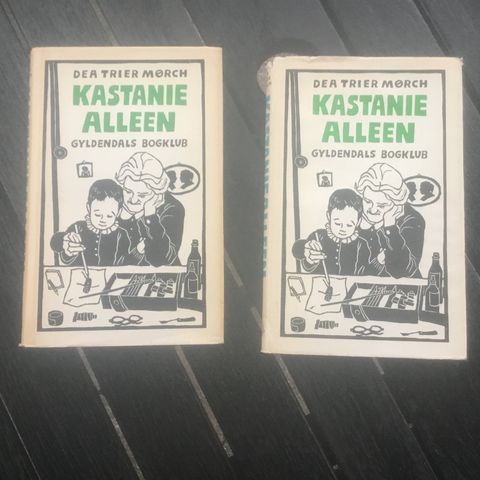 DEA TRIER MØRCH
KASTANIE
ALLEEN
GYLDENDALS BOGKLUB
DEA TRIER MØRCH
KASTANIE
ALLEEN
GYLDENDALS BOGKLUB